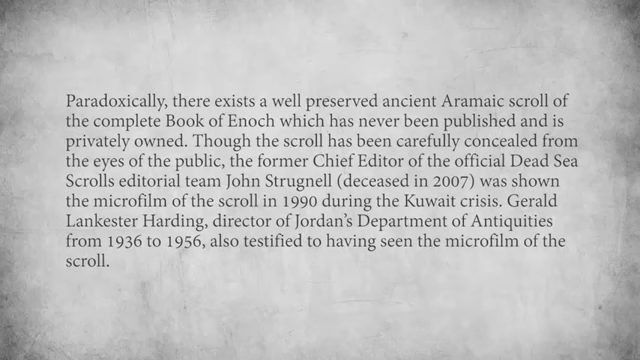 Paradoxically, there exists a well preserved ancient Aramaic scroll of
the complete Book of Enoch which has never been published and is
privately owned. Though the scroll has been carefully concealed from
the eyes of the public, the former Chief Editor of the official Dead Sea
Scrolls editorial team John Strugnell (deceased in 2007) was shown
the microfilm of the scroll in 1990 during the Kuwait crisis. Gerald
Lankester Harding, director of Jordan’s Department of Antiquities
from 1936 to 1956, also testified to having seen the microfilm of the
scroll.